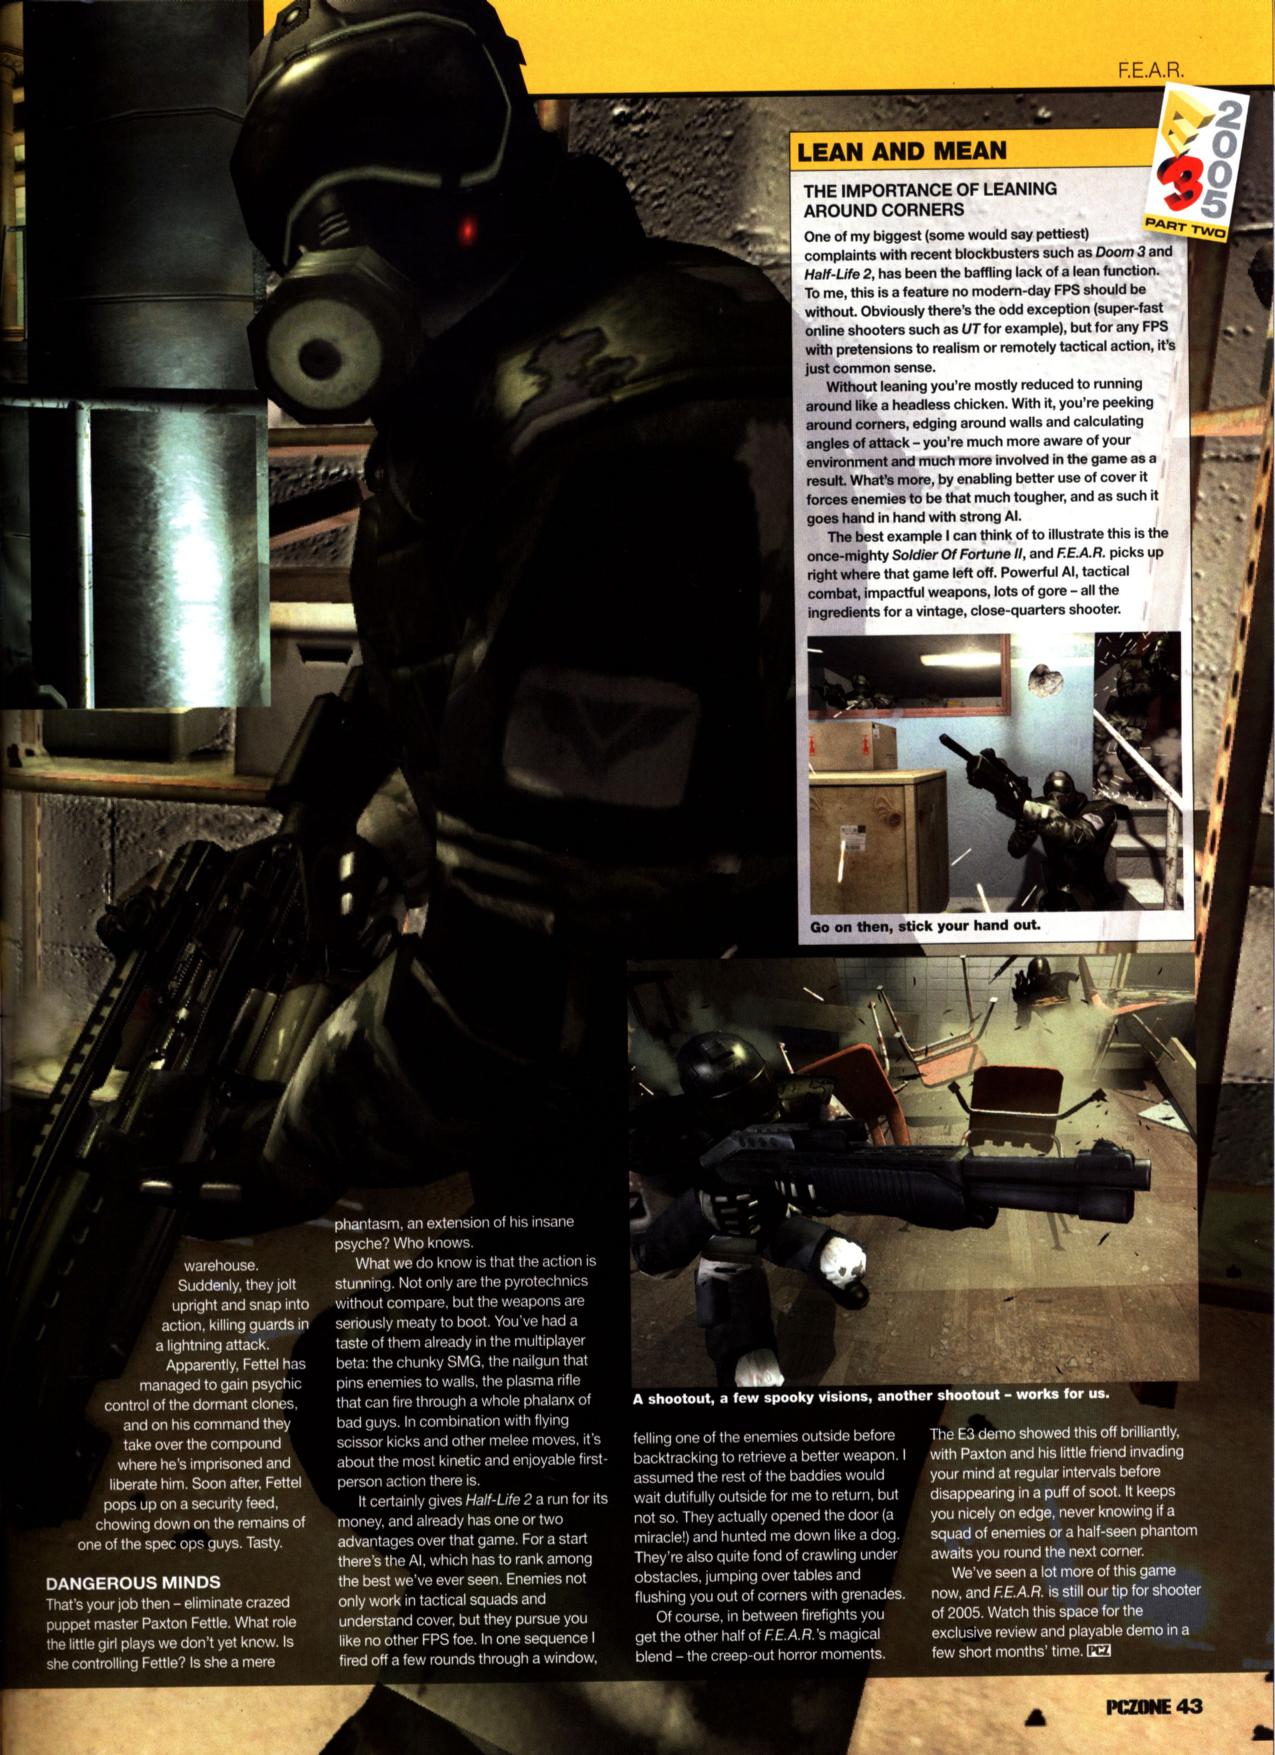 F.E.A.R.
E3
2005
PART TWO
LEAN AND MEAN
THE IMPORTANCE OF LEANING
AROUND CORNERS
One of my biggest (some would say pettiest)
complaints with recent blockbusters such as Doom 3 and
Half-Life 2, has been the baffling lack of a lean function.
To me, this is a feature no modern-day FPS should be
without. Obviously there's the odd exception (super-fast
online shooters such as UT for example), but for any FPS
with pretensions to realism or remotely tactical action, it's
just common sense.
Without leaning you're mostly reduced to running
around like a headless chicken. With it, you're peeking
around corners, edging around walls and calculating
angles of attack – you're much more aware of your
environment and much more involved in the game as a
result. What's more, by enabling better use of cover it
forces enemies to be that much tougher, and as such it
goes hand in hand with strong AI.
The best example I can think of to illustrate this is the
once-mighty Soldier Of Fortune II, and F.E.A.R. picks up
right where that game left off. Powerful AI, tactical
combat, impactful weapons, lots of gore – all the
ingredients for a vintage, close-quarters shooter.
Go on then, stick your hand out.
A shootout, a few spooky visions, another shootout – works for us.
warehouse.
Suddenly, they jolt
upright and snap into
action, killing guards in
a lightning attack.
Apparently, Fettel has
managed to gain psychic
control of the dormant clones,
and on his command they
take over the compound
where he's imprisoned and
liberate him. Soon after, Fettel
pops up on a security feed,
chowing down on the remains of
one of the spec ops guys. Tasty.
DANGEROUS MINDS
That's your job then – eliminate crazed
puppet master Paxton Fettle. What role
the little girl plays we don't yet know. Is
she controlling Fettle? Is she a mere
phantasm, an extension of his insane
psyche? Who knows.
What we do know is that the action is
stunning. Not only are the pyrotechnics
without compare, but the weapons are
seriously meaty to boot. You've had a
taste of them already in the multiplayer
beta: the chunky SMG, the nailgun that
pins enemies to walls, the plasma rifle
that can fire through a whole phalanx of
bad guys. In combination with flying
scissor kicks and other melee moves, it's
about the most kinetic and enjoyable first-
person action there is.
It certainly gives Half-Life 2 a run for its
money, and already has one or two
advantages over that game. For a start
there's the AI, which has to rank among
the best we've ever seen. Enemies not
only work in tactical squads and
understand cover, but they pursue you
like no other FPS foe. In one sequence I
fired off a few rounds through a window,
felling one of the enemies outside before
backtracking to retrieve a better weapon. I
assumed the rest of the baddies would
wait dutifully outside for me to return, but
not so. They actually opened the door (a
miracle!) and hunted me down like a dog.
They're also quite fond of crawling under
obstacles, jumping over tables and
flushing you out of corners with grenades.
Of course, in between firefights you
get the other half of F.E.A.R.'s magical
blend – the creep-out horror moments.
The E3 demo showed this off brilliantly,
with Paxton and his little friend invading
your mind at regular intervals before
disappearing in a puff of soot. It keeps
you nicely on edge, never knowing if a
squad of enemies or a half-seen phantom
awaits you round the next corner.
We've seen a lot more of this game
now, and F.E.A.R. is still our tip for shooter
of 2005. Watch this space for the
exclusive review and playable demo in a
few short months' time. PCZ
PCZONE 43